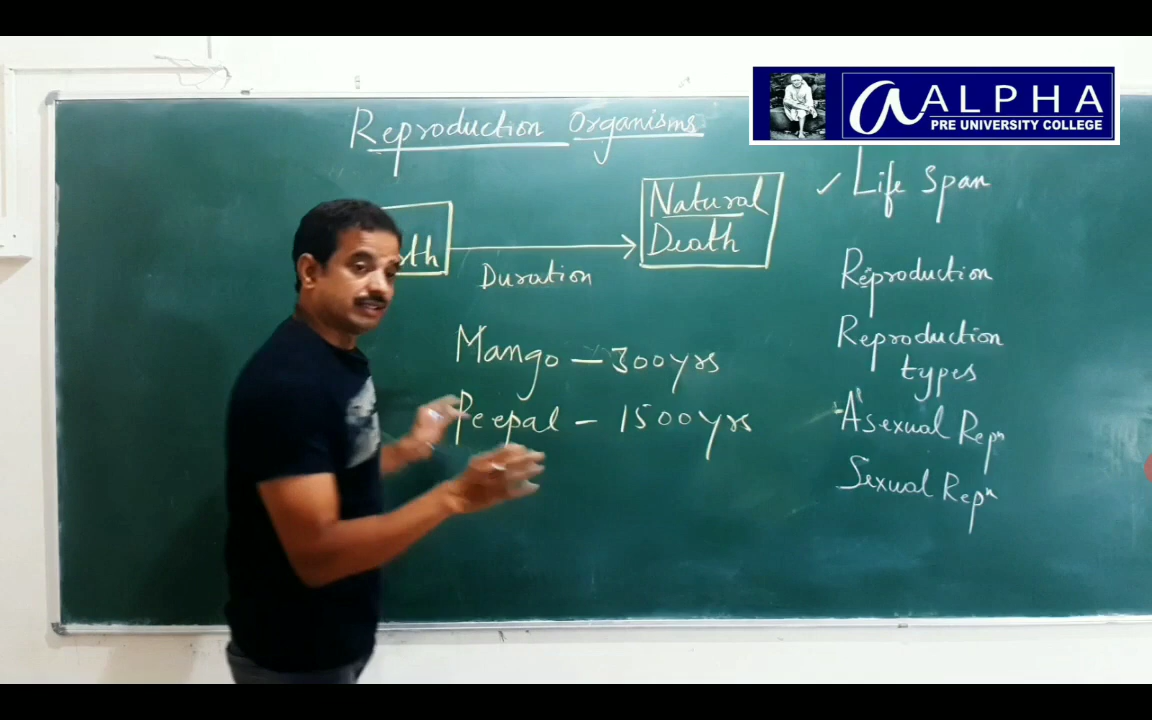 ALPHA
PRE UNIVERSITY COLLEGE
Reproduction Organisms
Natural
Death
Duration
Mango - 300yrs
Peepal - 1500yrs
✓ Life Span
Reproduction
Reproduction
types
Asexual Repⁿ
Sexual Repⁿ